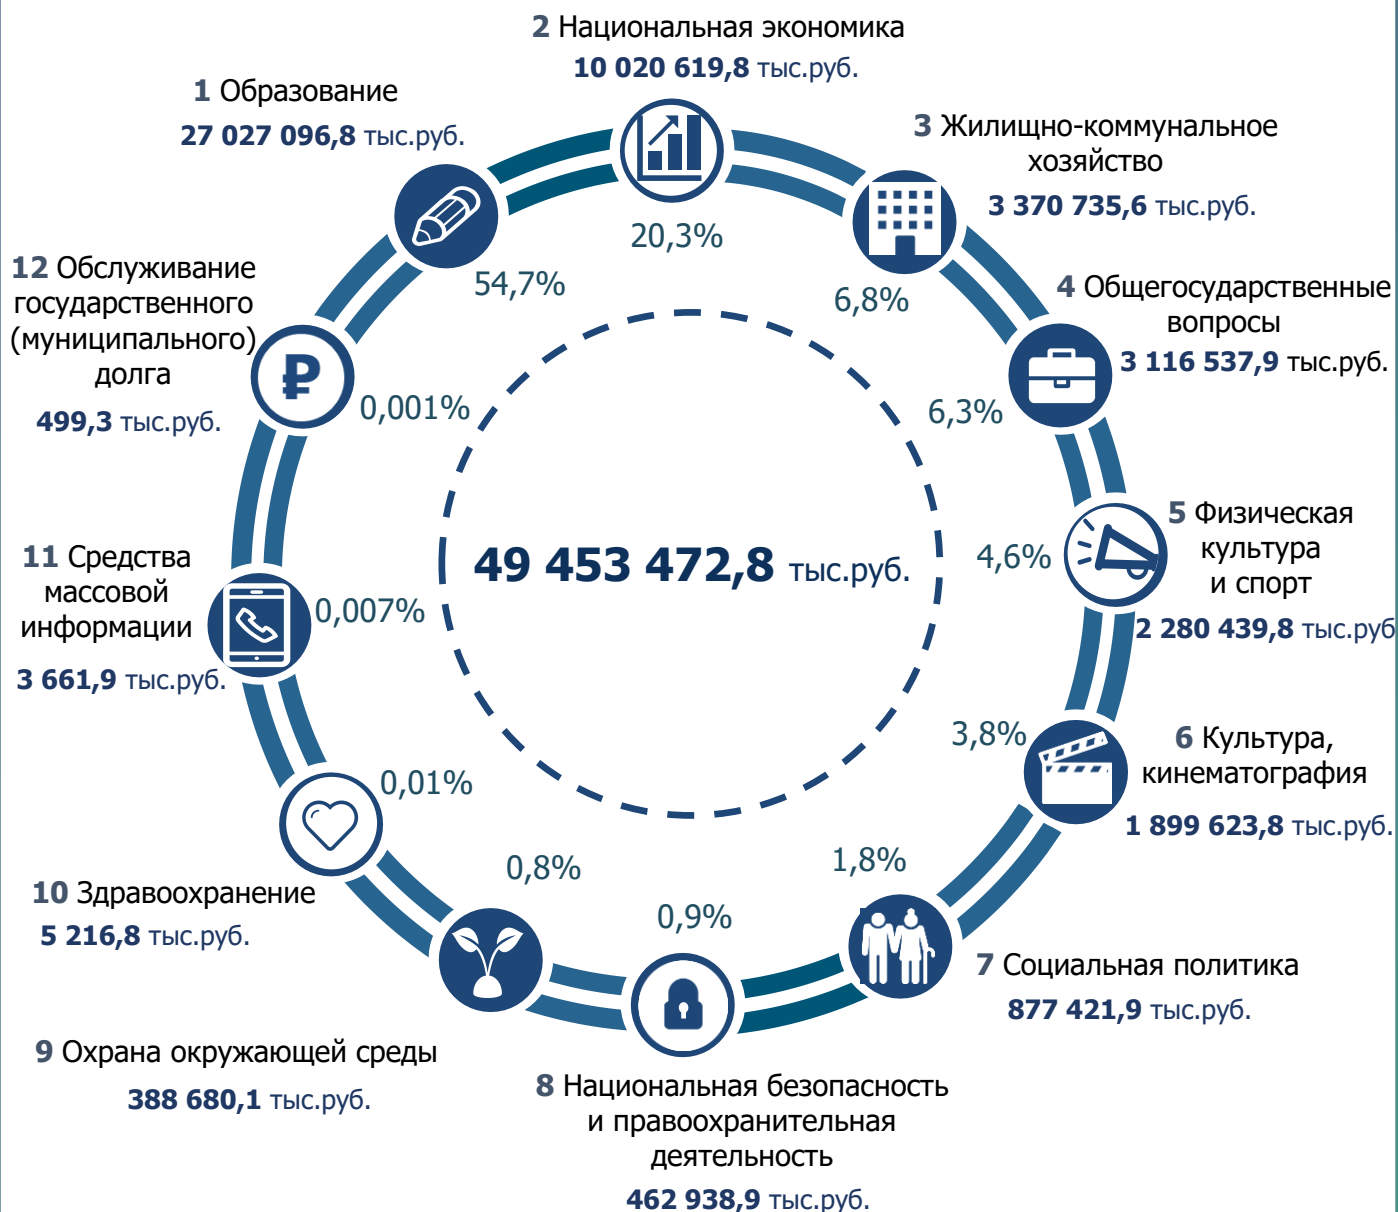 2 Национальная экономика
10 020 619,8 тыс.руб.
20,3%
1 Образование
27 027 096,8 тыс.руб.
54,7%
3 Жилищно-коммунальное
хозяйство
3 370 735,6 тыс.руб.
6,8%
12 Обслуживание
государственного
(муниципального)
долга
499,3 тыс.руб.
₽
0,001%
4 Общегосударственные
вопросы
3 116 537,9 тыс.руб.
6,3%
49 453 472,8 тыс.руб.
5 Физическая
культура
и спорт
2 280 439,8 тыс.руб
4,6%
11 Средства
массовой
информации
3 661,9 тыс.руб.
0,007%
6 Культура,
кинематография
1 899 623,8 тыс.руб.
3,8%
10 Здравоохранение
5 216,8 тыс.руб.
0,01%
7 Социальная политика
877 421,9 тыс.руб.
1,8%
9 Охрана окружающей среды
388 680,1 тыс.руб.
0,8%
8 Национальная безопасность
и правоохранительная
деятельность
462 938,9 тыс.руб.
0,9%